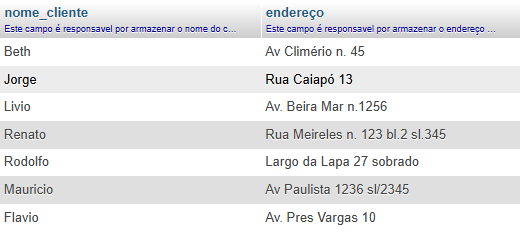 nome_cliente endereço
Este campo é responsavel por armazenar o nome do c... Este campo é responsavel por armazenar o endereço ...
Beth Av Climério n. 45
Jorge Rua Caiapó 13
Livio Av. Beira Mar n.1256
Renato Rua Meireles n. 123 bl.2 sl.345
Rodolfo Largo da Lapa 27 sobrado
Mauricio Av Paulista 1236 sl/2345
Flavio Av. Pres Vargas 10